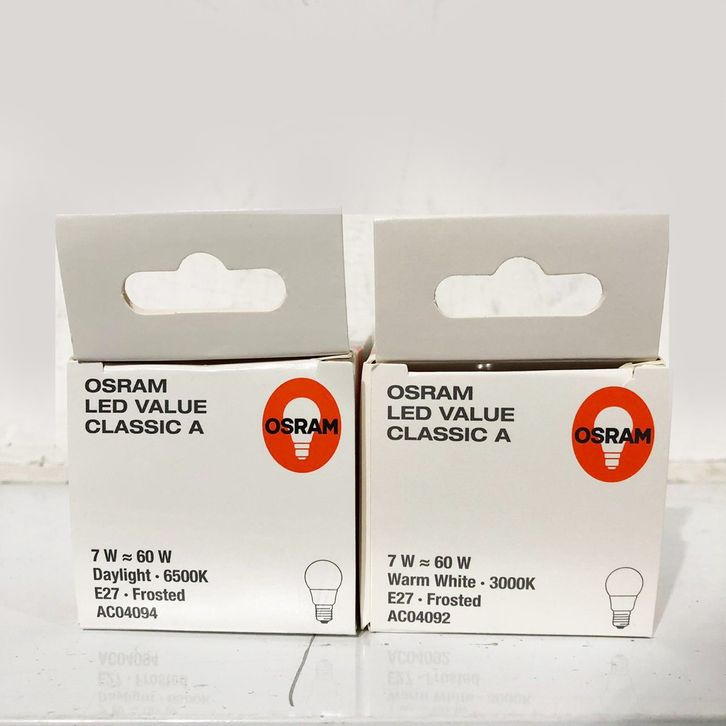 OSRAM
LED VALUE
CLASSIC A
OSRAM
7 W ≈ 60 W
Daylight · 6500K
E27 · Frosted
AC04094
OSRAM
LED VALUE
CLASSIC A
OSRAM
7 W ≈ 60 W
Warm White · 3000K
E27 · Frosted
AC04092